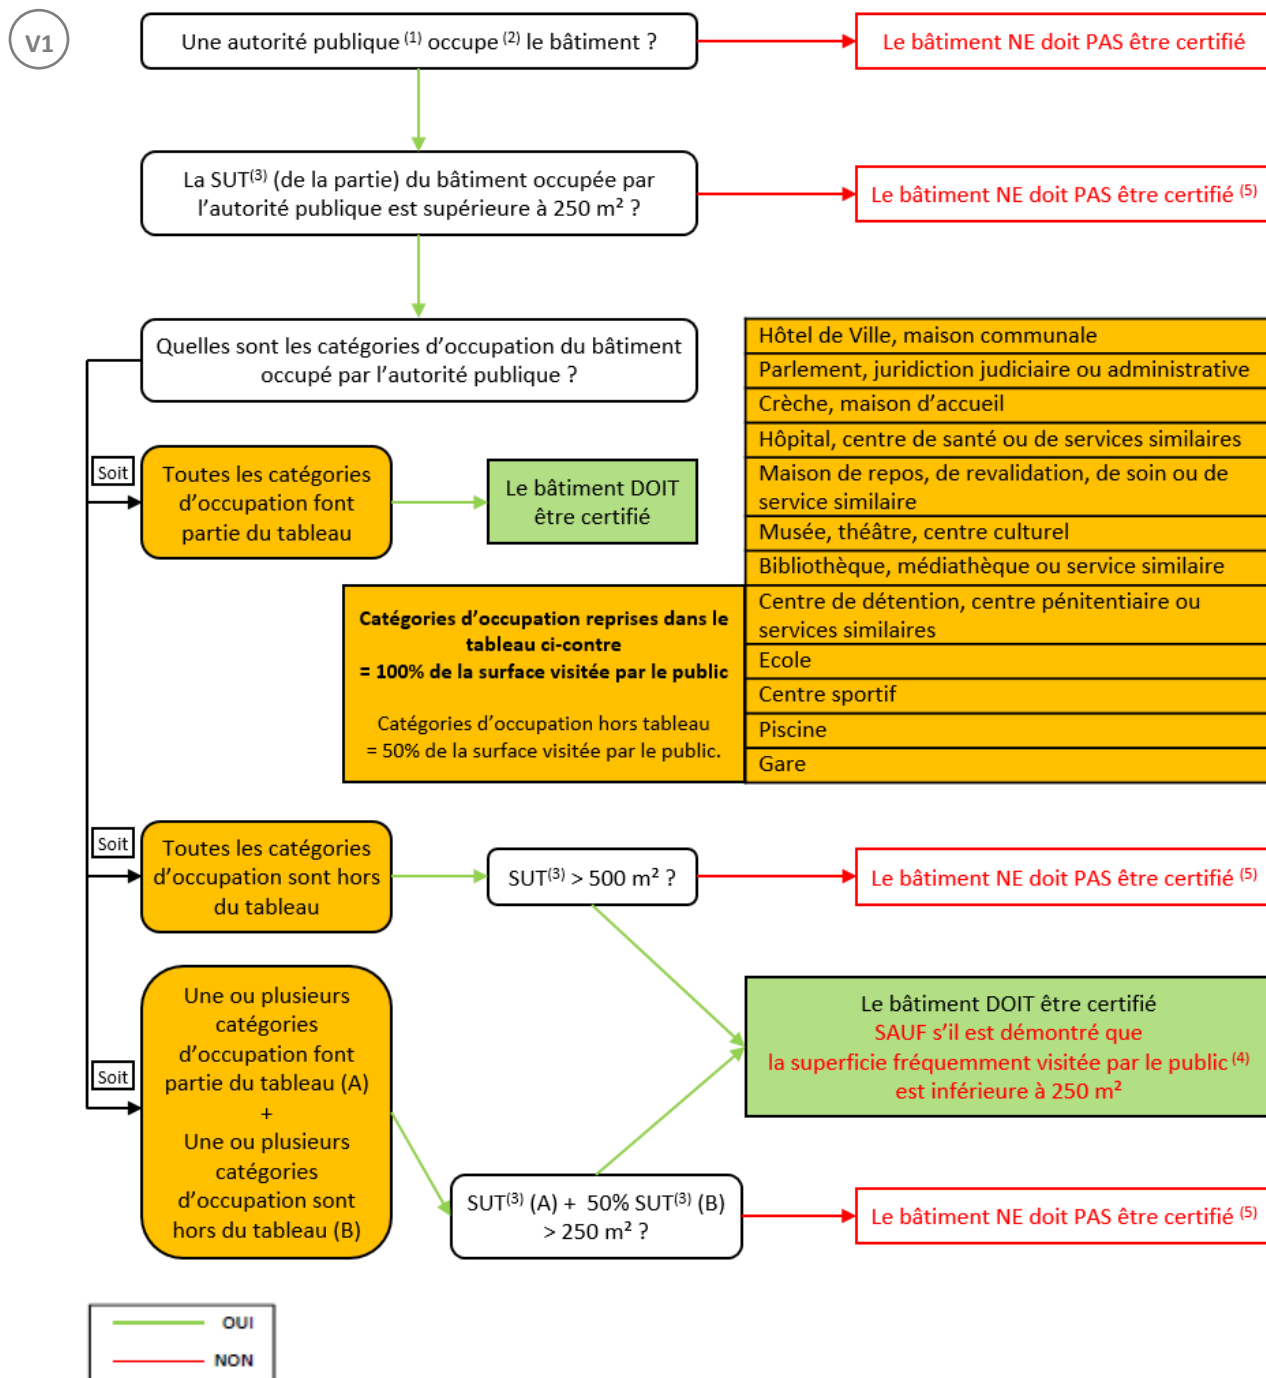 V1
Une autorité publique (1) occupe (2) le bâtiment ?
Le bâtiment NE doit PAS être certifié
La SUT(3) (de la partie) du bâtiment occupée par
l'autorité publique est supérieure à 250 m² ?
Le bâtiment NE doit PAS être certifié (5)
Quelles sont les catégories d'occupation du bâtiment
occupé par l'autorité publique ?
Hôtel de Ville, maison communale
Parlement, juridiction judiciaire ou administrative
Crèche, maison d'accueil
Hôpital, centre de santé ou de services similaires
Maison de repos, de revalidation, de soin ou de
service similaire
Musée, théâtre, centre culturel
Bibliothèque, médiathèque ou service similaire
Centre de détention, centre pénitentiaire ou
services similaires
Ecole
Centre sportif
Piscine
Gare
Soit
Toutes les catégories
d'occupation font
partie du tableau
Le bâtiment DOIT
être certifié
Catégories d'occupation reprises dans le
tableau ci-contre
= 100% de la surface visitée par le public
Catégories d'occupation hors tableau
= 50% de la surface visitée par le public.
Soit
Toutes les catégories
d'occupation sont hors
du tableau
SUT(3) > 500 m² ?
Le bâtiment NE doit PAS être certifié (5)
Le bâtiment DOIT être certifié
SAUF s'il est démontré que
la superficie fréquemment visitée par le public (4)
est inférieure à 250 m²
Soit
Une ou plusieurs
catégories
d'occupation font
partie du tableau (A)
+
Une ou plusieurs
catégories
d'occupation sont
hors du tableau (B)
SUT(3) (A) + 50% SUT(3) (B)
> 250 m² ?
Le bâtiment NE doit PAS être certifié (5)
OUI
NON